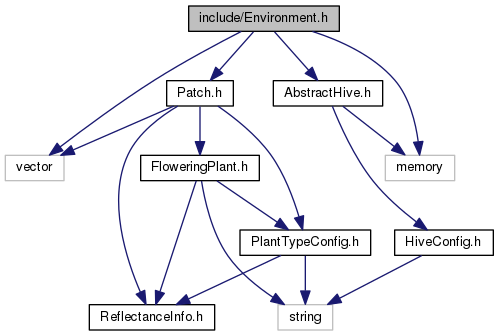 include/Environment.h
Patch.h
AbstractHive.h
vector
FloweringPlant.h
memory
PlantTypeConfig.h
HiveConfig.h
ReflectanceInfo.h
string